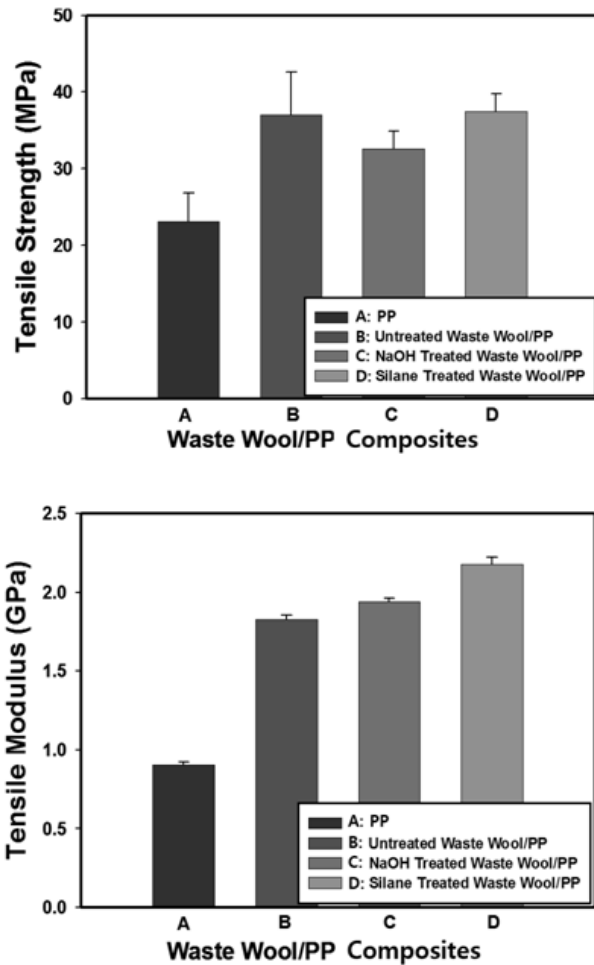 Tensile Strength (MPa)
50
40
30
20
10
0
A: PP
B: Untreated Waste Wool/PP
C: NaOH Treated Waste Wool/PP
D: Silane Treated Waste Wool/PP
A B C D
Waste Wool/PP Composites
Tensile Modulus (GPa)
2.5
2.0
1.5
1.0
0.5
0.0
A: PP
B: Untreated Waste Wool/PP
C: NaOH Treated Waste Wool/PP
D: Silane Treated Waste Wool/PP
A B C D
Waste Wool/PP Composites